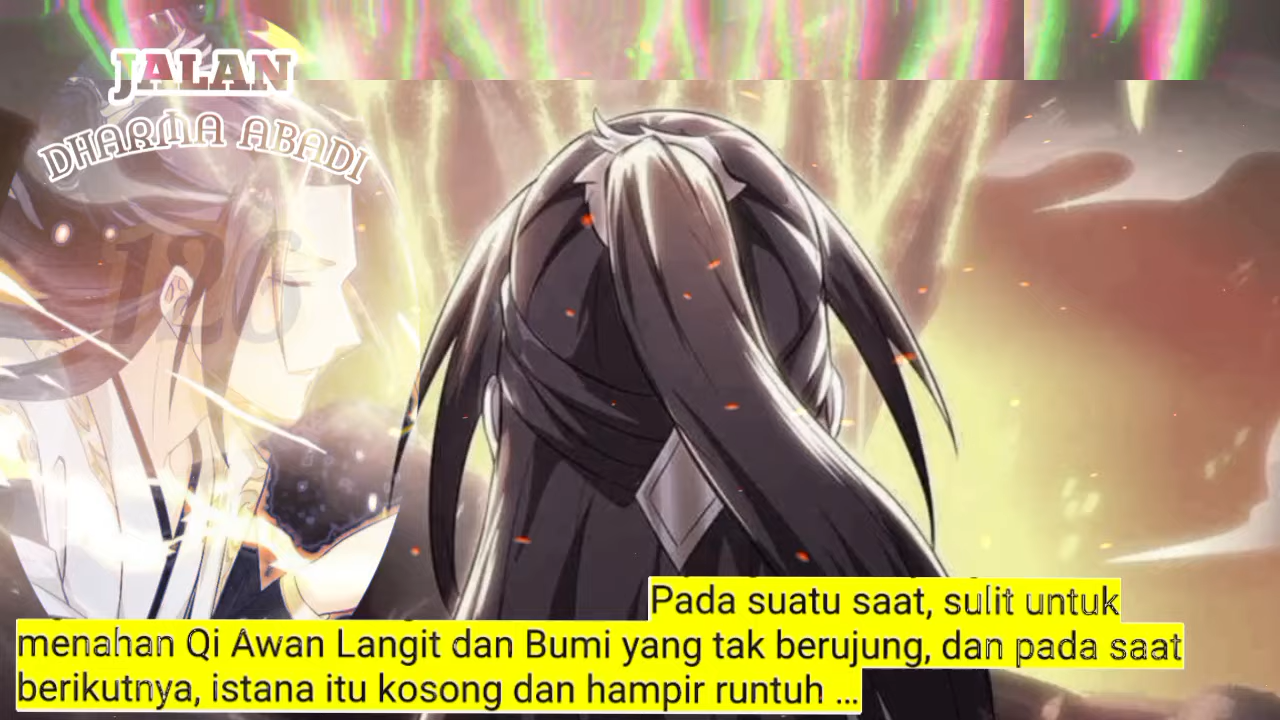 JALAN
DHARMA ABADI
126
Pada suatu saat, sulit untuk
menahan Qi Awan Langit dan Bumi yang tak berujung, dan pada saat
berikutnya, istana itu kosong dan hampir runtuh ...